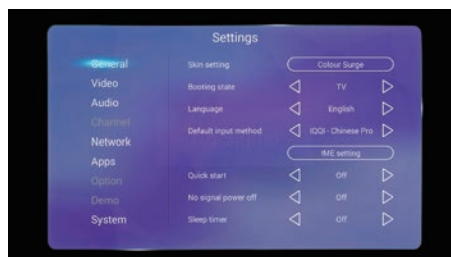 Settings
General
Skin setting Colour Surge
Video
Booting state TV
Audio
Language English
Channel
Default input method IQQI - Chinese Pro
Network
IME setting
Apps
Option
Quick start Off
Demo
No signal power off Off
System
Sleep timer Off